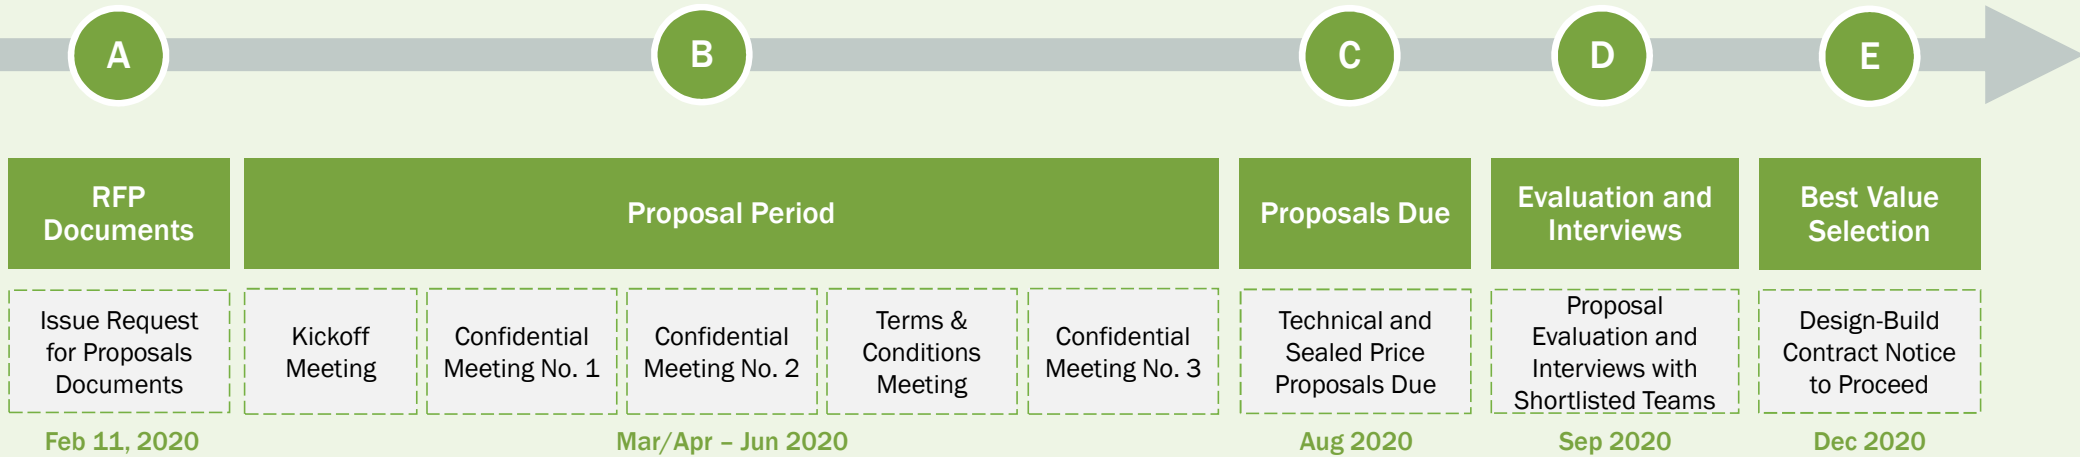 A
B
C
D
E
RFP
Documents
Proposal Period
Proposals Due
Evaluation and
Interviews
Best Value
Selection
Issue Request
for Proposals
Documents
Kickoff
Meeting
Confidential
Meeting No. 1
Confidential
Meeting No. 2
Terms &
Conditions
Meeting
Confidential
Meeting No. 3
Technical and
Sealed Price
Proposals Due
Proposal
Evaluation and
Interviews with
Shortlisted Teams
Design-Build
Contract Notice
to Proceed
Feb 11, 2020
Mar/Apr – Jun 2020
Aug 2020
Sep 2020
Dec 2020